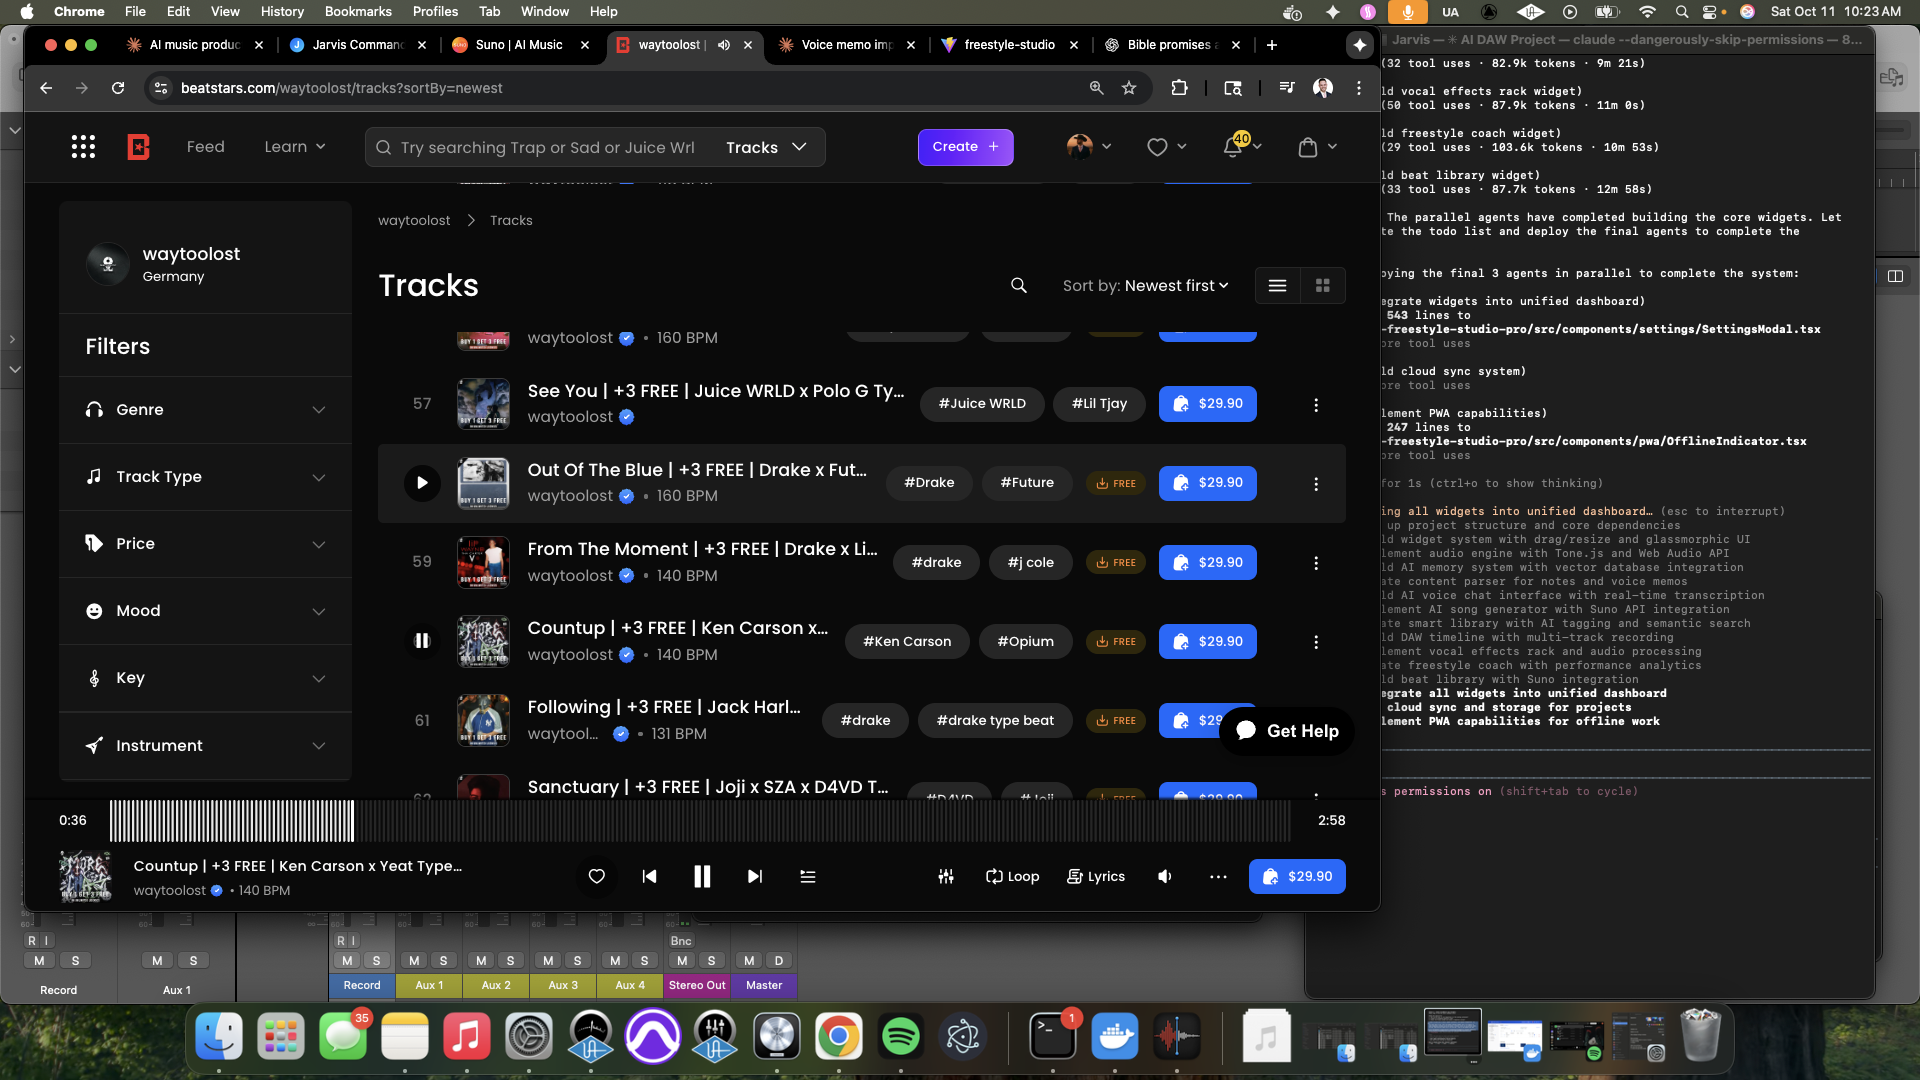 Chrome File Edit View History Bookmarks Profiles Tab Window Help
UA
Sat Oct 11 10:23 AM
AI music produc
Jarvis Comman
Suno | AI Music
waytoolost |
Voice memo imp
freestyle-studio
Bible promises
beatstars.com/waytoolost/tracks?sortBy=newest
Feed
Learn
Try searching Trap or Sad or Juice Wrl
Tracks
Create +
40
waytoolost
Germany
Filters
Genre
Track Type
Price
Mood
Key
Instrument
waytoolost > Tracks
Tracks
Sort by: Newest first
waytoolost • 160 BPM
57
See You | +3 FREE | Juice WRLD x Polo G Ty...
waytoolost
#Juice WRLD
#Lil Tjay
$29.90
Out Of The Blue | +3 FREE | Drake x Fut...
waytoolost • 160 BPM
#Drake
#Future
FREE
$29.90
59
From The Moment | +3 FREE | Drake x Li...
waytoolost • 140 BPM
#drake
#j cole
FREE
$29.90
Countup | +3 FREE | Ken Carson x...
waytoolost • 140 BPM
#Ken Carson
#Opium
FREE
$29.90
61
Following | +3 FREE | Jack Harl...
waytool... • 131 BPM
#drake
#drake type beat
FREE
Get Help
Sanctuary | +3 FREE | Joji x SZA x D4VD T...
#D4VD
#Joji
FREE
$29.90
0:36
2:58
Countup | +3 FREE | Ken Carson x Yeat Type...
waytoolost • 140 BPM
Loop
Lyrics
$29.90
Jarvis — ✳ AI DAW Project — claude --dangerously-skip-permissions — 8...
(32 tool uses · 82.9k tokens · 9m 21s)
ld vocal effects rack widget)
(50 tool uses · 87.9k tokens · 11m 0s)
ld freestyle coach widget)
(29 tool uses · 103.6k tokens · 10m 53s)
ld beat library widget)
(33 tool uses · 87.7k tokens · 12m 58s)
The parallel agents have completed building the core widgets. Let
te the todo list and deploy the final agents to complete the
oying the final 3 agents in parallel to complete the system:
egrate widgets into unified dashboard)
543 lines to
-freestyle-studio-pro/src/components/settings/SettingsModal.tsx
ore tool uses
ld cloud sync system)
ore tool uses
lement PWA capabilities)
247 lines to
-freestyle-studio-pro/src/components/pwa/OfflineIndicator.tsx
ore tool uses
for 1s (ctrl+o to show thinking)
ing all widgets into unified dashboard… (esc to interrupt)
up project structure and core dependencies
ld widget system with drag/resize and glassmorphic UI
lement audio engine with Tone.js and Web Audio API
ld AI memory system with vector database integration
ate content parser for notes and voice memos
ld AI voice chat interface with real-time transcription
lement AI song generator with Suno API integration
ate smart library with AI tagging and semantic search
ld DAW timeline with multi-track recording
lement vocal effects rack and audio processing
ate freestyle coach with performance analytics
ld beat library with Suno integration
egrate all widgets into unified dashboard
cloud sync and storage for projects
lement PWA capabilities for offline work
s permissions on (shift+tab to cycle)
R I
R I
Bnc
M S M S M S M S M S M S M S M S M D
Record Aux 1 Record Aux 1 Aux 2 Aux 3 Aux 4 Stereo Out Master
35
1